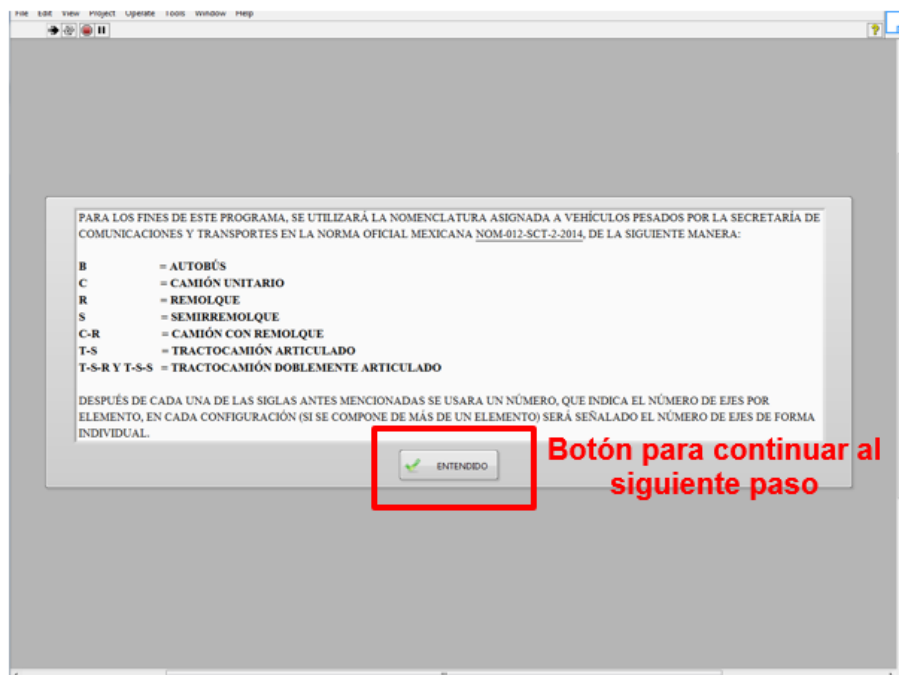 File Edit View Project Operate Tools Window Help
PARA LOS FINES DE ESTE PROGRAMA, SE UTILIZARÁ LA NOMENCLATURA ASIGNADA A VEHÍCULOS PESADOS POR LA SECRETARÍA DE
COMUNICACIONES Y TRANSPORTES EN LA NORMA OFICIAL MEXICANA NOM-012-SCT-2-2014, DE LA SIGUIENTE MANERA:
B = AUTOBÚS
C = CAMIÓN UNITARIO
R = REMOLQUE
S = SEMIRREMOLQUE
C-R = CAMIÓN CON REMOLQUE
T-S = TRACTOCAMIÓN ARTICULADO
T-S-R Y T-S-S = TRACTOCAMIÓN DOBLEMENTE ARTICULADO
DESPUÉS DE CADA UNA DE LAS SIGLAS ANTES MENCIONADAS SE USARA UN NÚMERO, QUE INDICA EL NÚMERO DE EJES POR
ELEMENTO, EN CADA CONFIGURACIÓN (SI SE COMPONE DE MÁS DE UN ELEMENTO) SERÁ SEÑALADO EL NÚMERO DE EJES DE FORMA
INDIVIDUAL.
ENTENDIDO
Botón para continuar al
siguiente paso